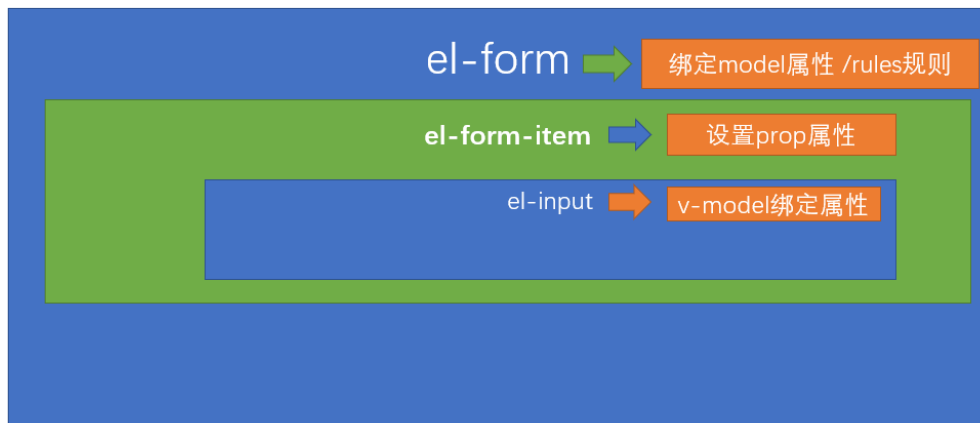 el-form 绑定model属性 /rules规则
el-form-item 设置prop属性
el-input v-model绑定属性